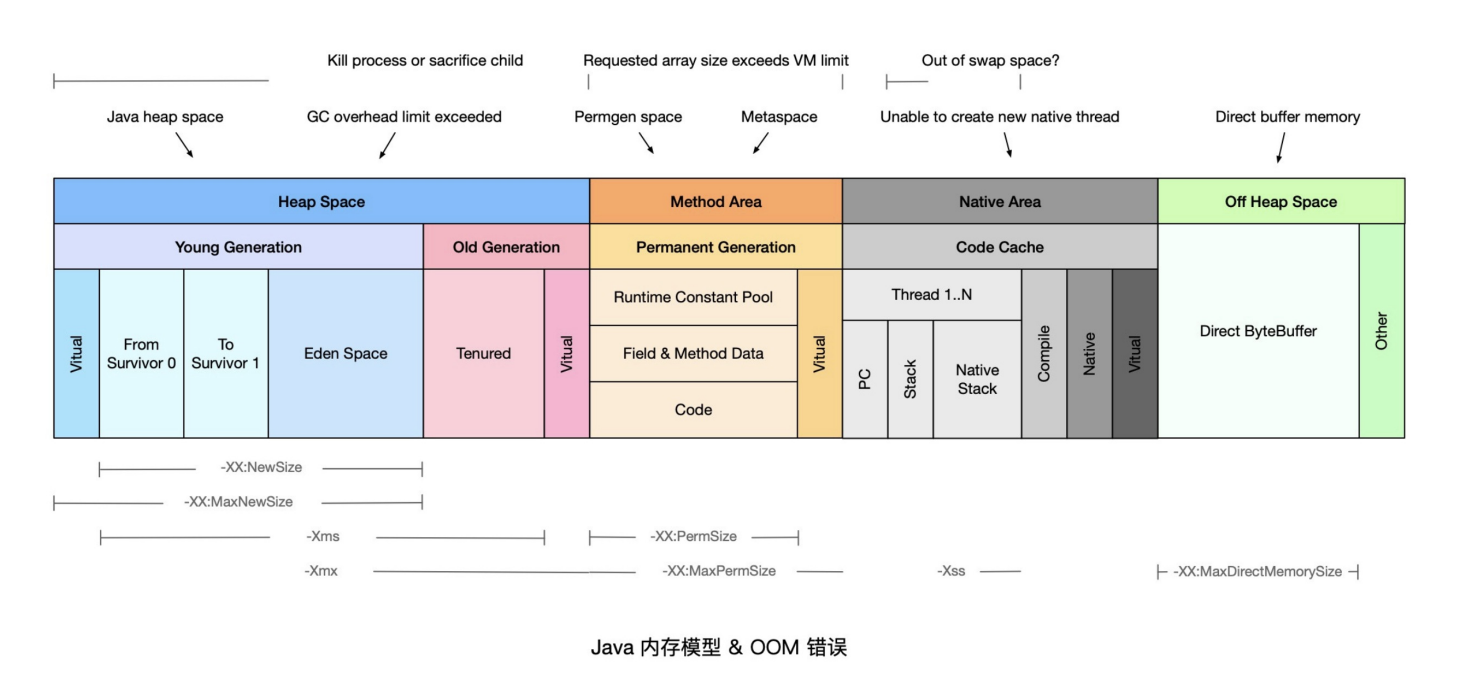 Kill process or sacrifice child
Requested array size exceeds VM limit
Out of swap space?
Java heap space
GC overhead limit exceeded
Permgen space
Metaspace
Unable to create new native thread
Direct buffer memory
Heap Space
Method Area
Native Area
Off Heap Space
Young Generation
Old Generation
Permanent Generation
Code Cache
Vitual
From
Survivor 0
To
Survivor 1
Eden Space
Tenured
Vitual
Runtime Constant Pool
Field & Method Data
Code
Vitual
Thread 1..N
PC
Stack
Native
Stack
Compile
Native
Vitual
Direct ByteBuffer
Other
-XX:NewSize
-XX:MaxNewSize
-Xms
-XX:PermSize
-Xmx
-XX:MaxPermSize
-Xss
-XX:MaxDirectMemorySize
Java 内存模型 & OOM 错误